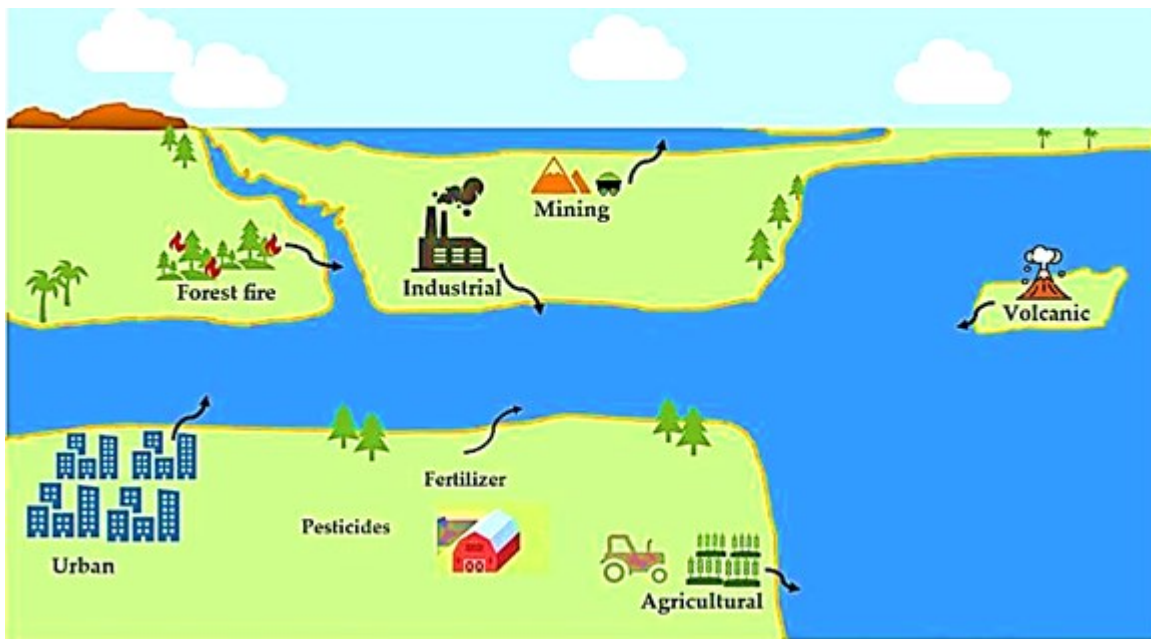 Mining
Forest fire
Industrial
Volcanic
Fertilizer
Pesticides
Urban
Agricultural